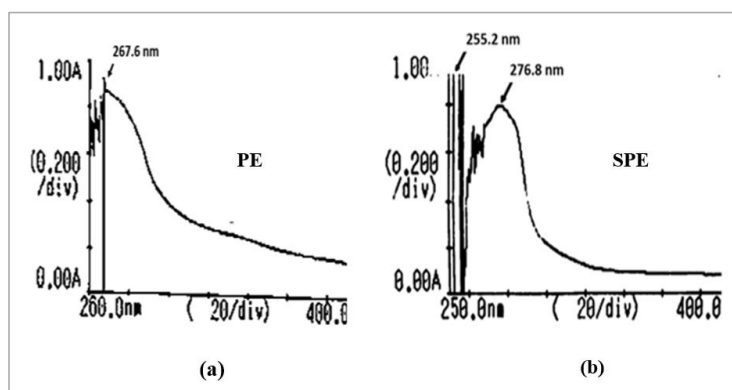 267.6 nm
1.00A
(0.200
/div)
PE
0.00A
260.0nm ( 20/div) 400.0
(a)
255.2 nm
276.8 nm
1.00
(0.200
/div)
SPE
0.00A
250.0nm ( 20/div) 400.0
(b)